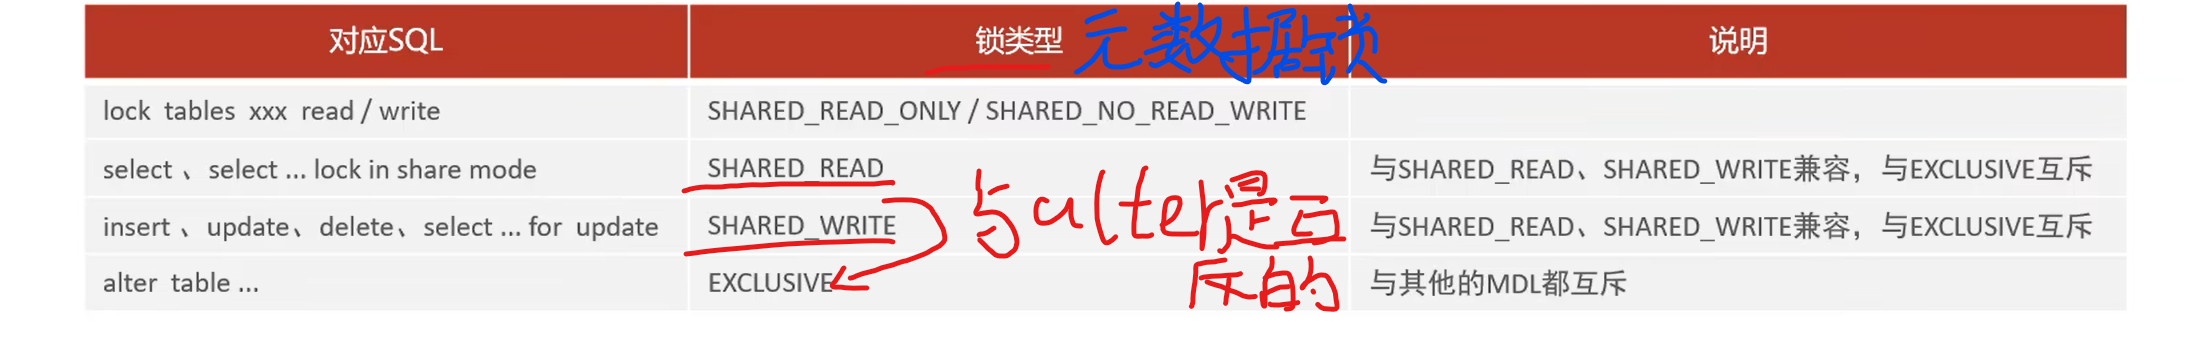 对应SQL 锁类型 元数据锁 说明
lock tables xxx read / write SHARED_READ_ONLY / SHARED_NO_READ_WRITE
select 、select ... lock in share mode SHARED_READ 与SHARED_READ、SHARED_WRITE兼容，与EXCLUSIVE互斥
insert 、update、delete、select ... for update SHARED_WRITE 与alter是互 与SHARED_READ、SHARED_WRITE兼容，与EXCLUSIVE互斥
alter table ... EXCLUSIVE 反的 与其他的MDL都互斥